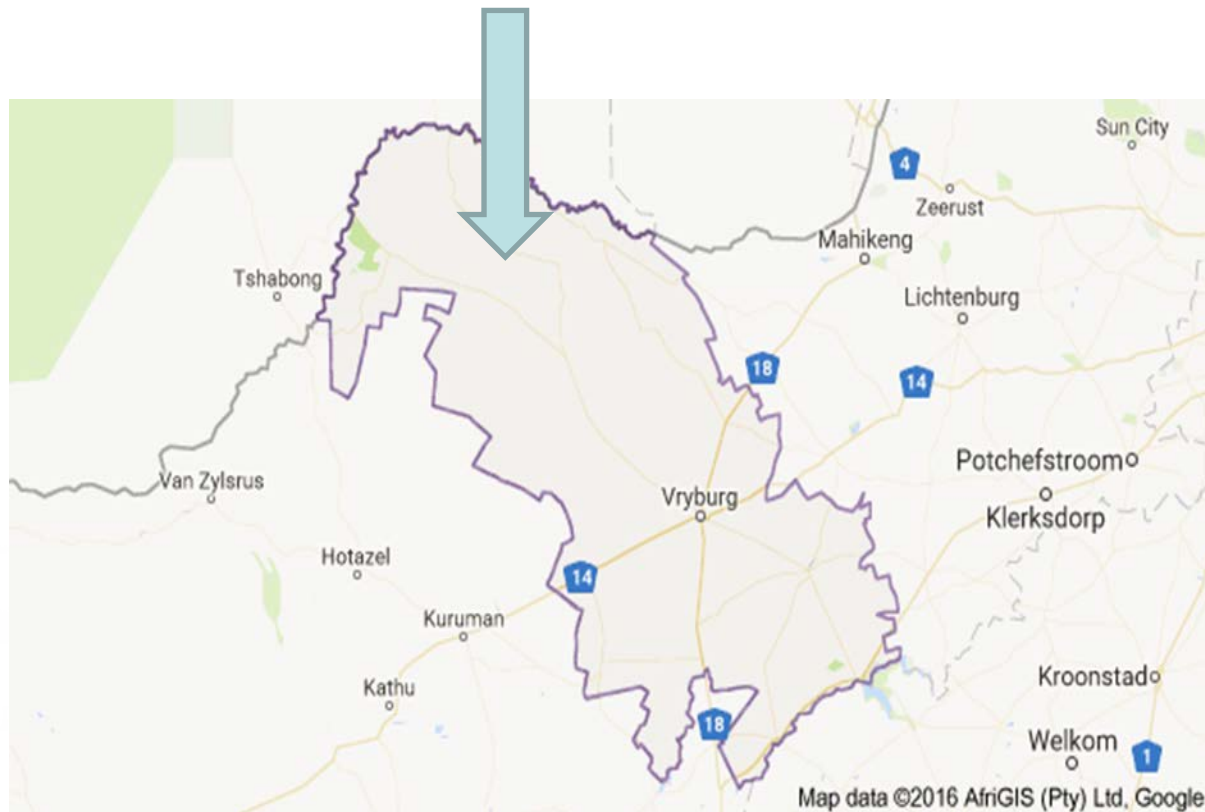 Sun City
4
Zeerust
Mahikeng
Tshabong
Lichtenburg
18
14
Potchefstroom
Van Zylsrus
Vryburg
Klerksdorp
Hotazel
14
Kuruman
Kathu
Kroonstad
18
Welkom
1
Map data ©2016 AfriGIS (Pty) Ltd, Google